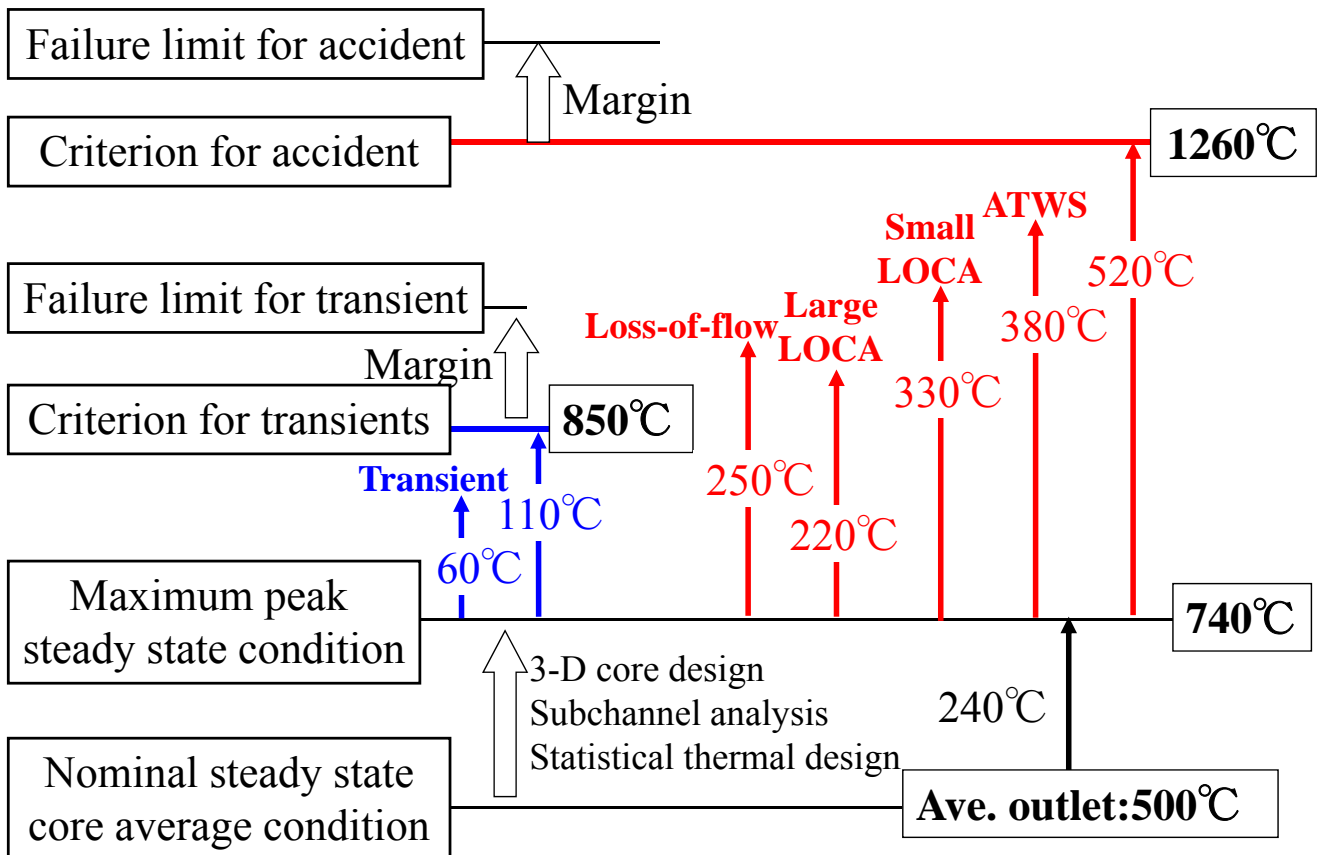 Failure limit for accident
Margin
Criterion for accident
1260℃
ATWS
Small
LOCA
520℃
Failure limit for transient
Large
LOCA
Loss-of-flow
380℃
Margin
330℃
Criterion for transients
850℃
Transient
250℃
110℃
220℃
60℃
Maximum peak
steady state condition
740℃
3-D core design
Subchannel analysis
Statistical thermal design
240℃
Nominal steady state
core average condition
Ave. outlet:500℃